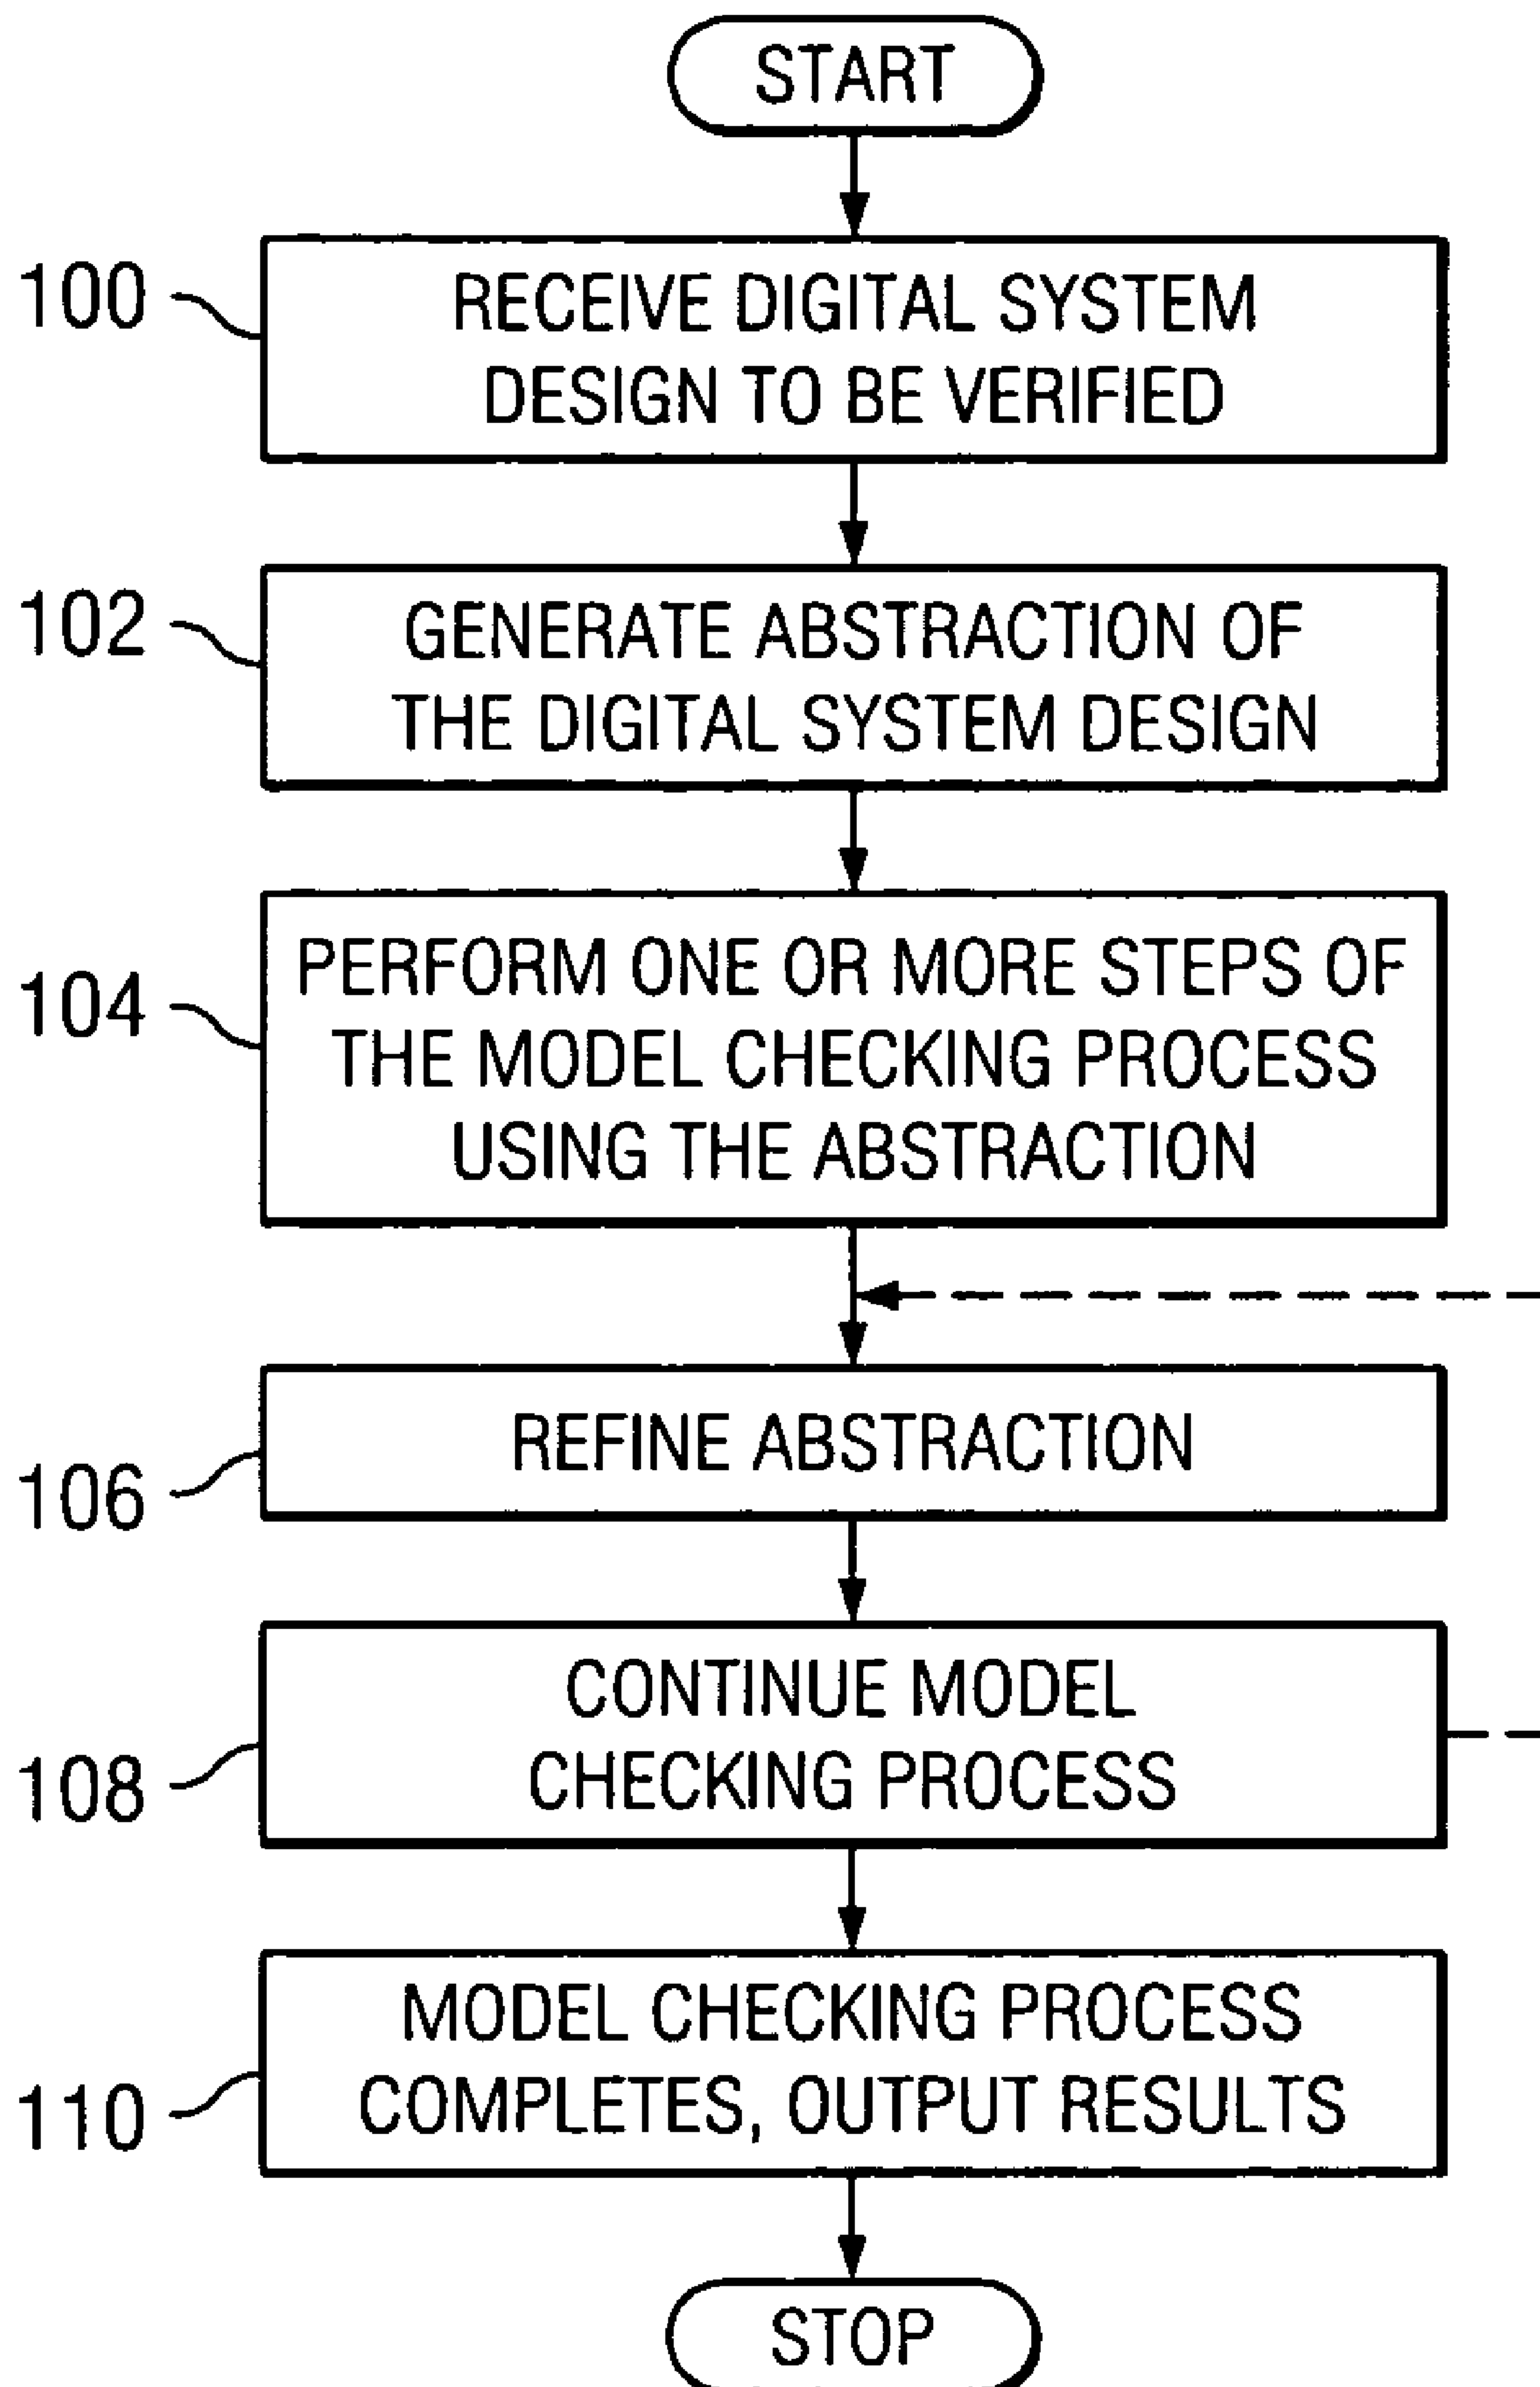 START
100
RECEIVE DIGITAL SYSTEM
DESIGN TO BE VERIFIED
102
GENERATE ABSTRACTION OF
THE DIGITAL SYSTEM DESIGN
104
PERFORM ONE OR MORE STEPS OF
THE MODEL CHECKING PROCESS
USING THE ABSTRACTION
106
REFINE ABSTRACTION
108
CONTINUE MODEL
CHECKING PROCESS
110
MODEL CHECKING PROCESS
COMPLETES, OUTPUT RESULTS
STOP